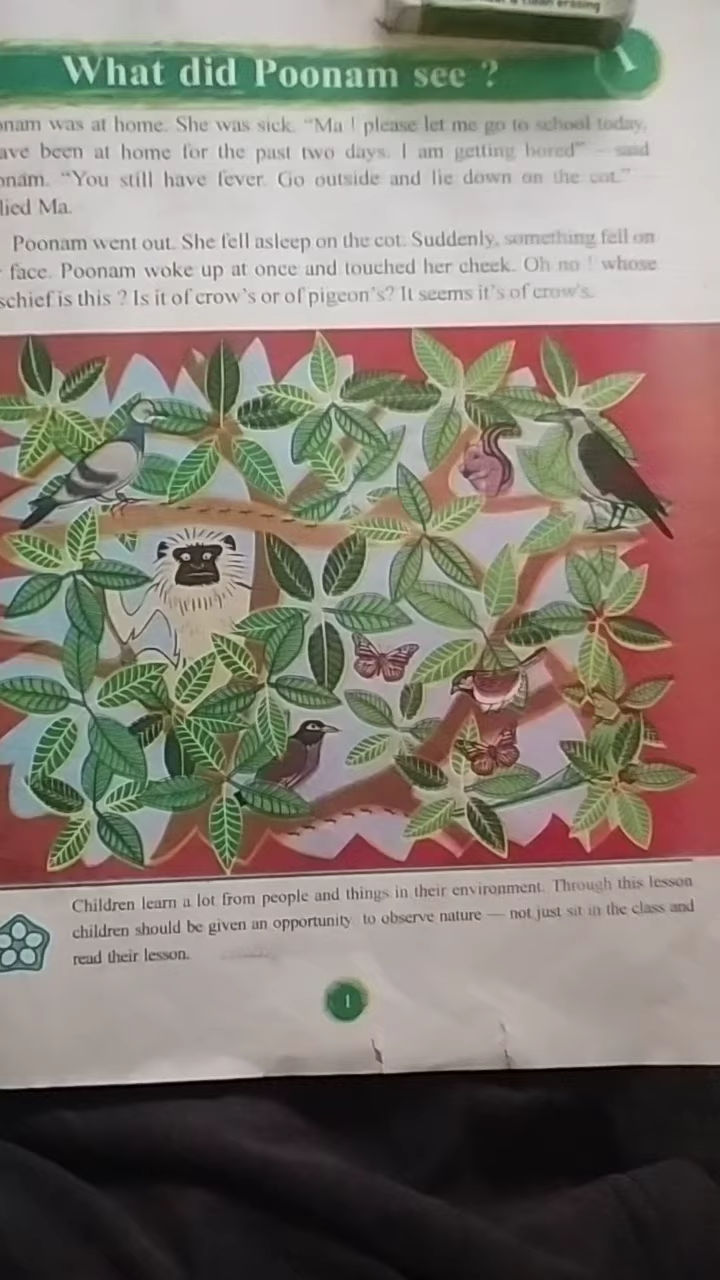 clean erasing
What did Poonam see ?
1
onam was at home. She was sick. "Ma ! please let me go to school today.
ave been at home for the past two days. I am getting bored" – said
onam. "You still have fever. Go outside and lie down on the cot."
lied Ma.
Poonam went out. She fell asleep on the cot. Suddenly, something fell on
face. Poonam woke up at once and touched her cheek. Oh no ! whose
schief is this ? Is it of crow's or of pigeon's? It seems it's of crow's.
Children learn a lot from people and things in their environment. Through this lesson
children should be given an opportunity to observe nature — not just sit in the class and
read their lesson.
1